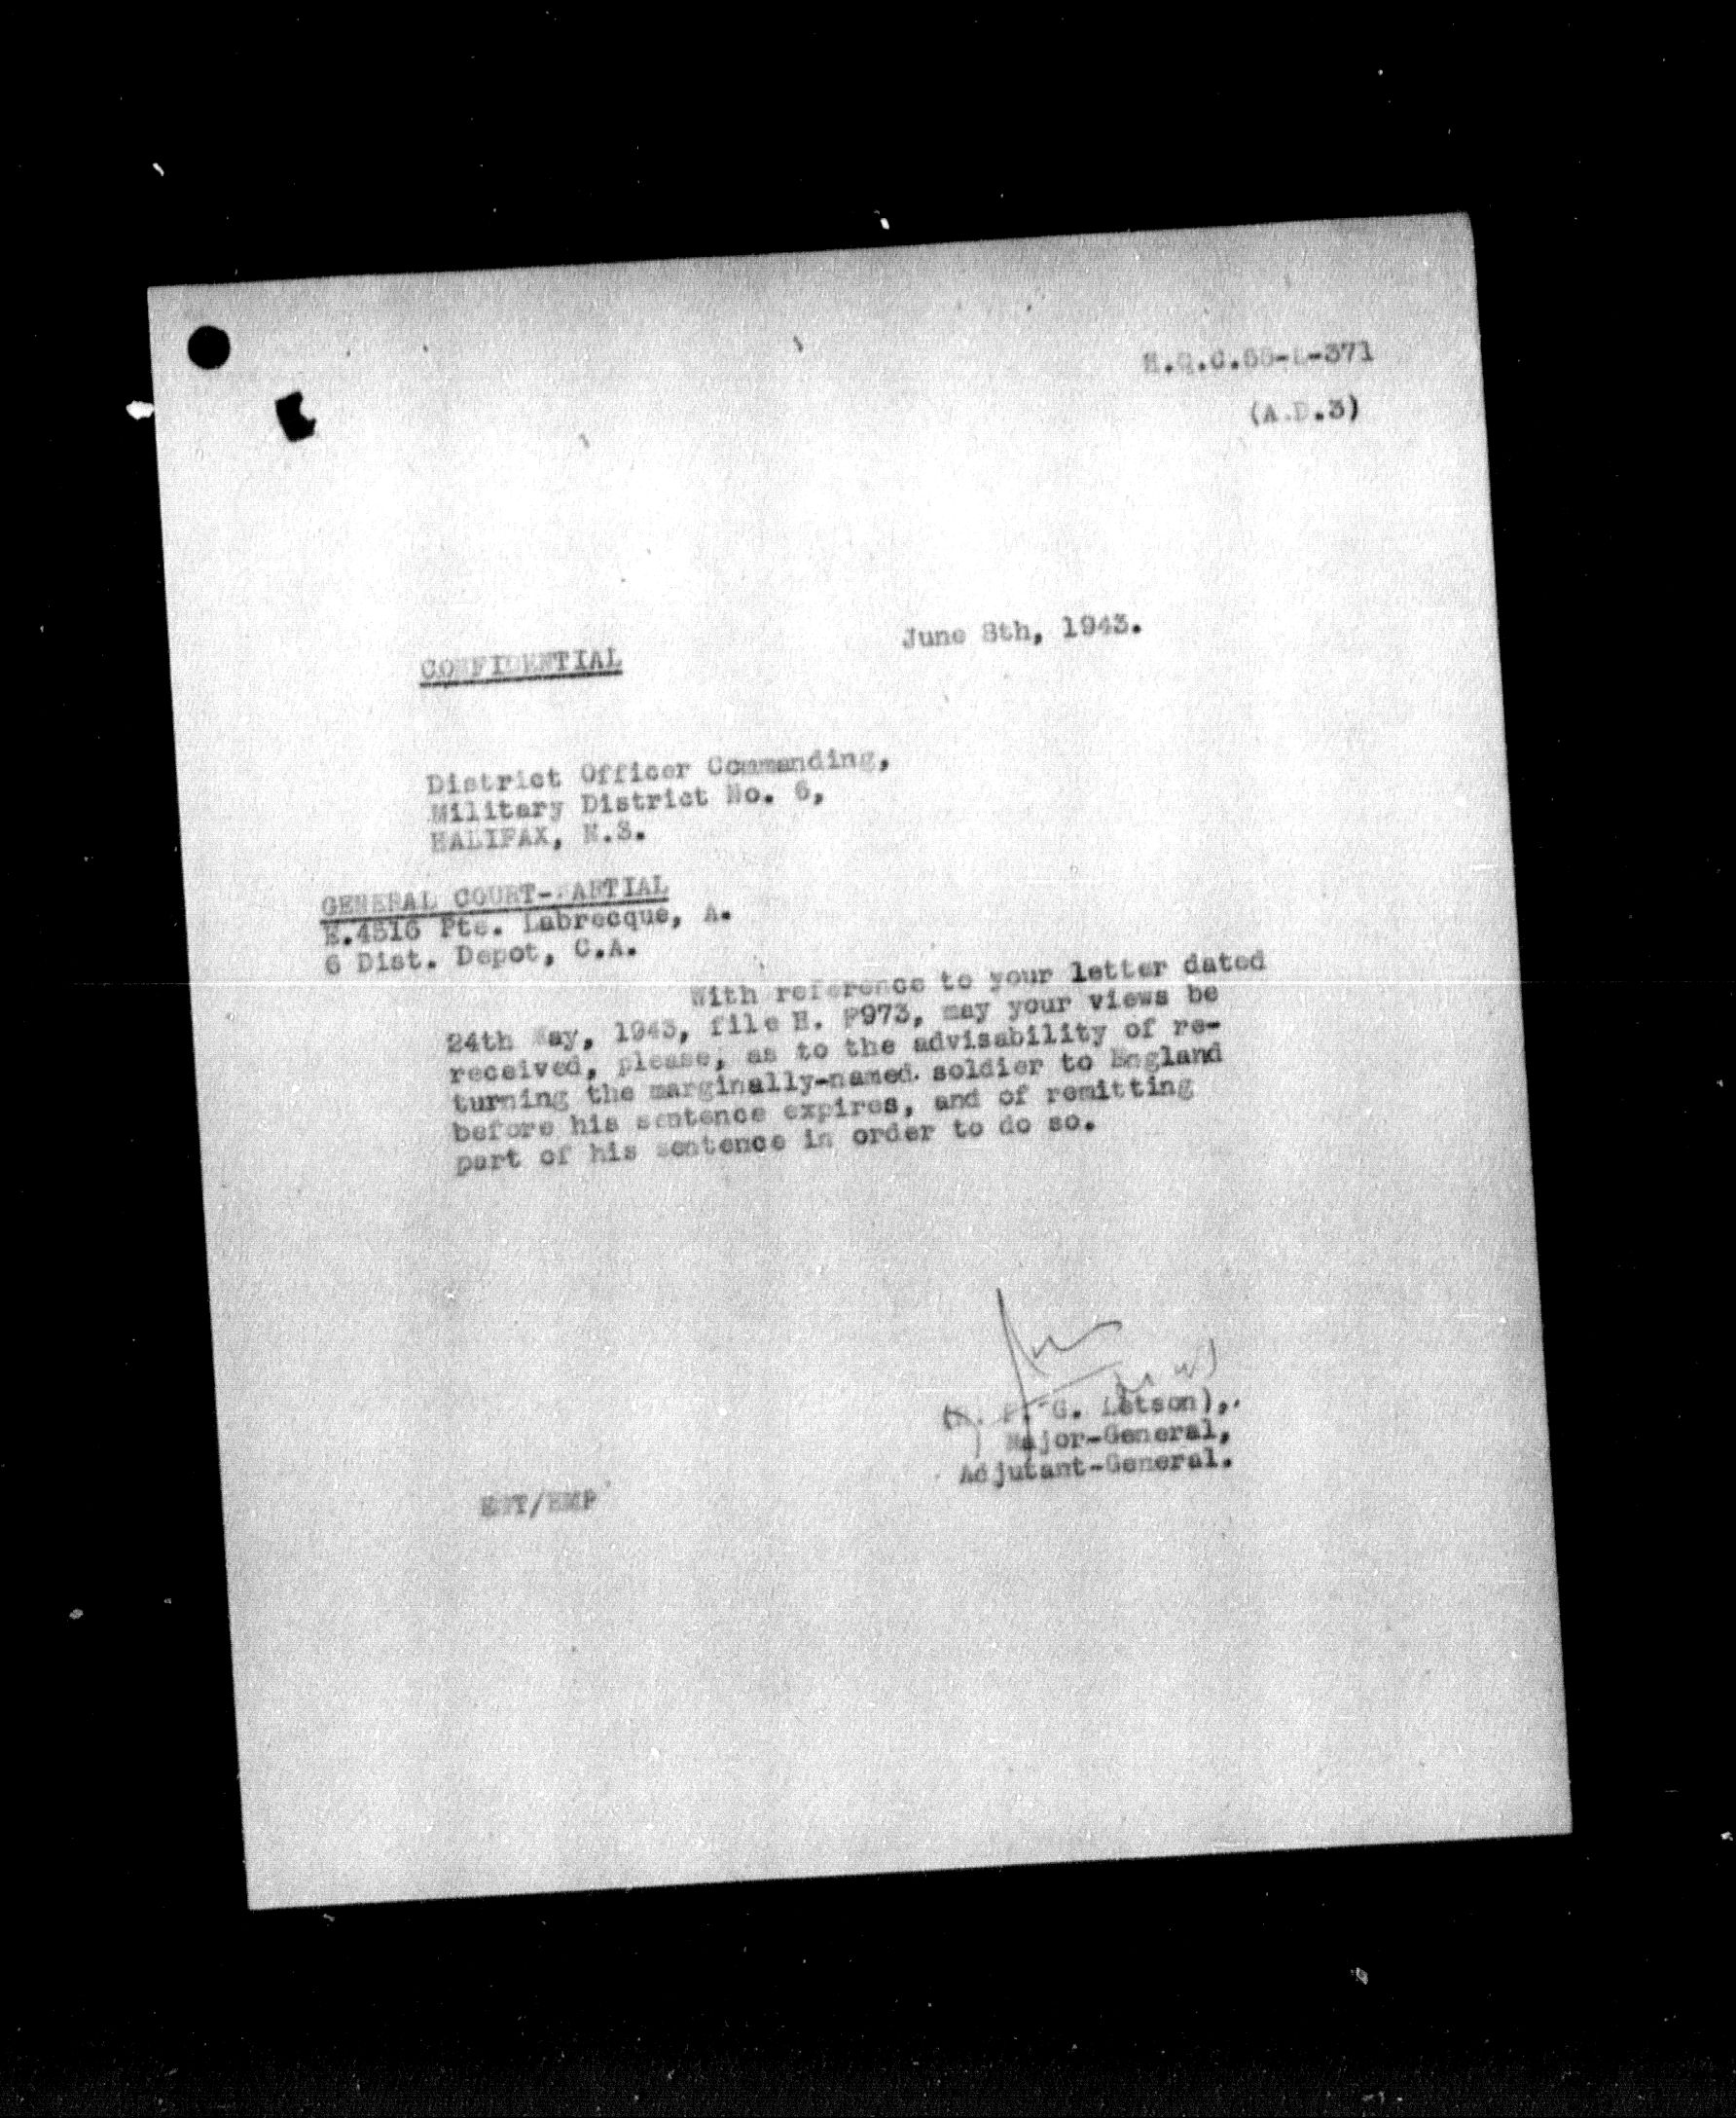 H.Q.C.55-L-371
(A.D.3)
June 8th, 1943.
CONFIDENTIAL
District Officer Commanding,
Military District No. 6,
HALIFAX, N.S.
GENERAL COURT-MARTIAL
E.4516 Pte. Labrecque, A.
6 Dist. Depot, C.A.
With reference to your letter dated
24th May, 1943, file H. P973, may your views be
received, please, as to the advisability of re-
turning the marginally-named soldier to England
before his sentence expires, and of remitting
part of his sentence in order to do so.
G. Letson),
Major-General,
Adjutant-General.